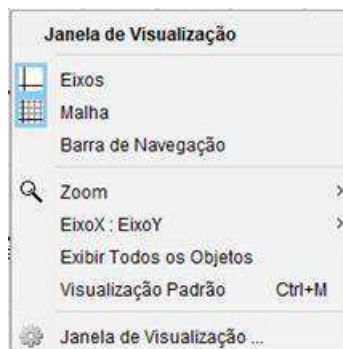 Janela de Visualização
Eixos
Malha
Barra de Navegação
Zoom
EixoX : EixoY
Exibir Todos os Objetos
Visualização Padrão Ctrl+M
Janela de Visualização ...